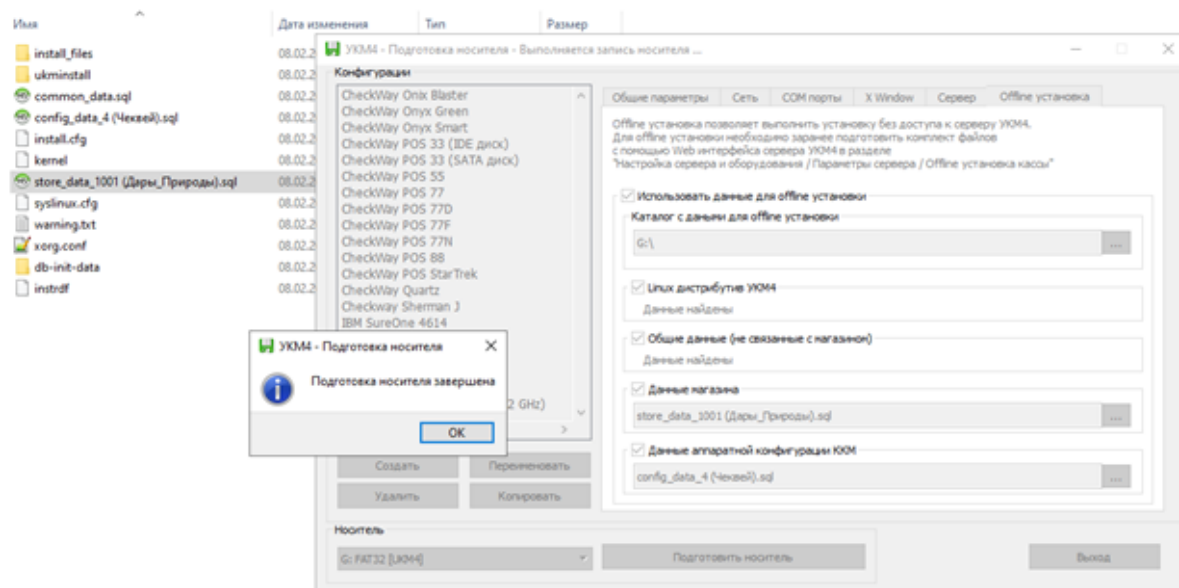 Имя Дата изменения Тип Размер
install_files 08.02.2
ukminstall 08.02.2
common_data.sql 08.02.2
config_data_4 (Чеквей).sql 08.02.2
install.cfg 08.02.2
kernel 08.02.2
store_data_1001 (Дары_Природы).sql 08.02.2
syslinux.cfg 08.02.2
warning.txt 08.02.2
xorg.conf 08.02.2
db-init-data 08.02.2
instrdf 08.02.2
УКМ4 - Подготовка носителя - Выполняется запись носителя ...
Конфигурации
CheckWay Onix Blaster
CheckWay Onyx Green
CheckWay Onyx Smart
CheckWay POS 33 (IDE диск)
CheckWay POS 33 (SATA диск)
CheckWay POS 55
CheckWay POS 77
CheckWay POS 77D
CheckWay POS 77F
CheckWay POS 77N
CheckWay POS 88
CheckWay POS StarTrek
CheckWay Quartz
Checkway Sherman J
IBM SureOne 4614
2 GHz)
Создать Переименовать
Удалить Копировать
Общие параметры Сеть COM порты X Window Сервер Offline установка
Offline установка позволяет выполнить установку без доступа к серверу УКМ4.
Для offline установки необходимо заранее подготовить комплект файлов
с помощью Web интерфейса сервера УКМ4 в разделе
"Настройка сервера и оборудования / Параметры сервера / Offline установка кассы"
Использовать данные для offline установки
Каталог с даными для offline установки
G:\ ...
Linux дистрибутив УКМ4
Данные найдены
Общие данные (не связанные с магазином)
Данные найдены
Данные магазина
store_data_1001 (Дары_Природы).sql ...
Данные аппаратной конфигурации ККМ
config_data_4 (Чеквей).sql ...
УКМ4 - Подготовка носителя
Подготовка носителя завершена
OK
Носитель
G: FAT32 [UKM4] Подготовить носитель Выход